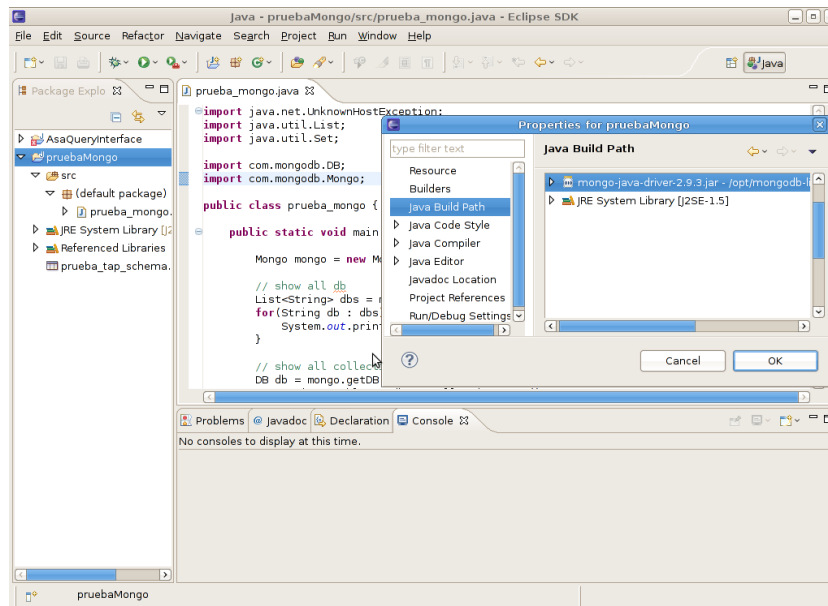 Java - pruebaMongo/src/prueba_mongo.java - Eclipse SDK
File Edit Source Refactor Navigate Search Project Run Window Help
Java
Package Explo
prueba_mongo.java
AsaQueryInterface
pruebaMongo
src
(default package)
prueba_mongo.
JRE System Library [J2
Referenced Libraries
prueba_tap_schema.
import java.net.UnknownHostException;
import java.util.List;
import java.util.Set;
import com.mongodb.DB;
import com.mongodb.Mongo;
public class prueba_mongo {
public static void main
Mongo mongo = new M
// show all db
List<String> dbs =
for(String db : dbs
System.out.prin
}
// show all collec
DB db = mongo.getDB
Properties for pruebaMongo
type filter text
Resource
Builders
Java Build Path
Java Code Style
Java Compiler
Java Editor
Javadoc Location
Project References
Run/Debug Settings
Java Build Path
mongo-java-driver-2.9.3.jar - /opt/mongodb-li
JRE System Library [J2SE-1.5]
?
Cancel OK
Problems @ Javadoc Declaration Console
No consoles to display at this time.
pruebaMongo